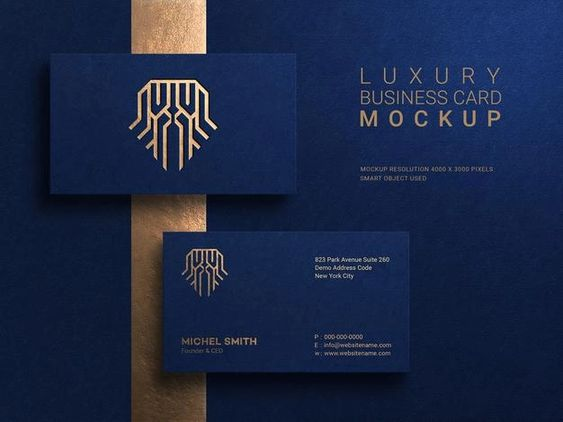 LUXURY
BUSINESS CARD
MOCKUP
MOCKUP RESOLUTION 4000 X 3000 PIXELS
SMART OBJECT USED
823 Park Avenue Suite 260
Demo Address Code
New York City
MICHEL SMITH
Founder & CEO
P : 000-000-0000
E : info@websitename.com
w : www.websitename.com